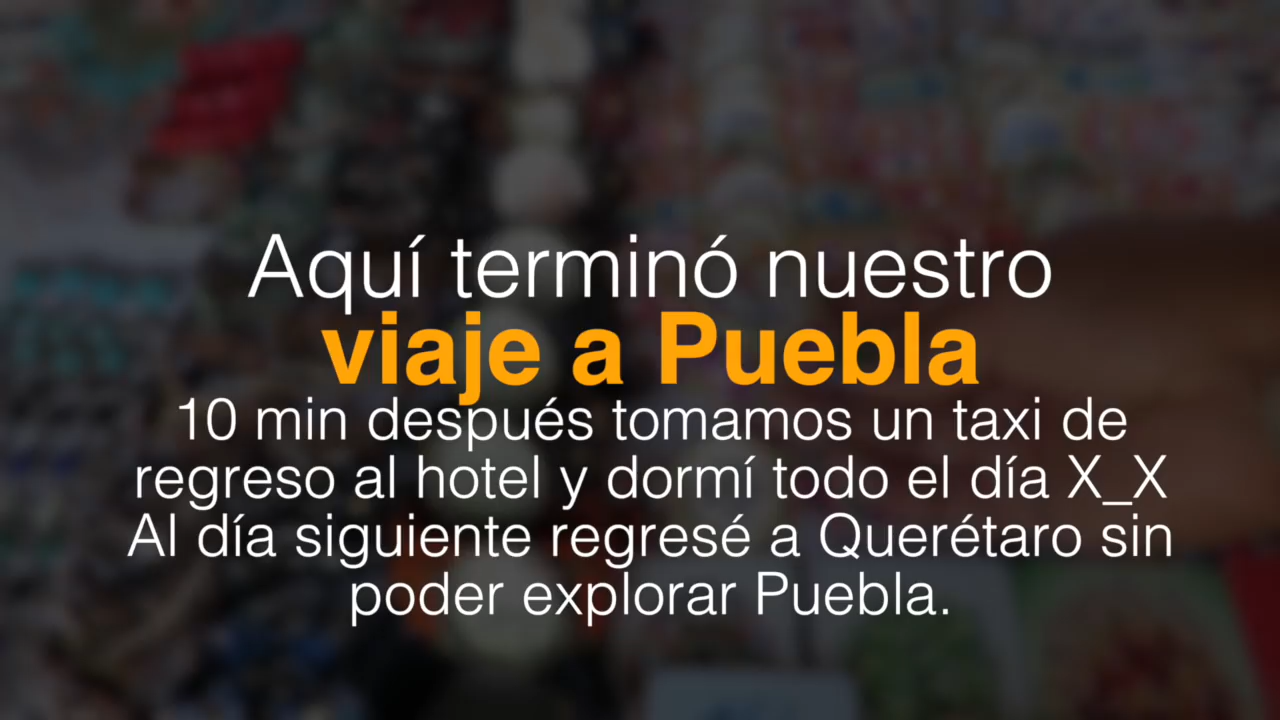 Aquí terminó nuestro
viaje a Puebla
10 min después tomamos un taxi de
regreso al hotel y dormí todo el día X_X
Al día siguiente regresé a Querétaro sin
poder explorar Puebla.